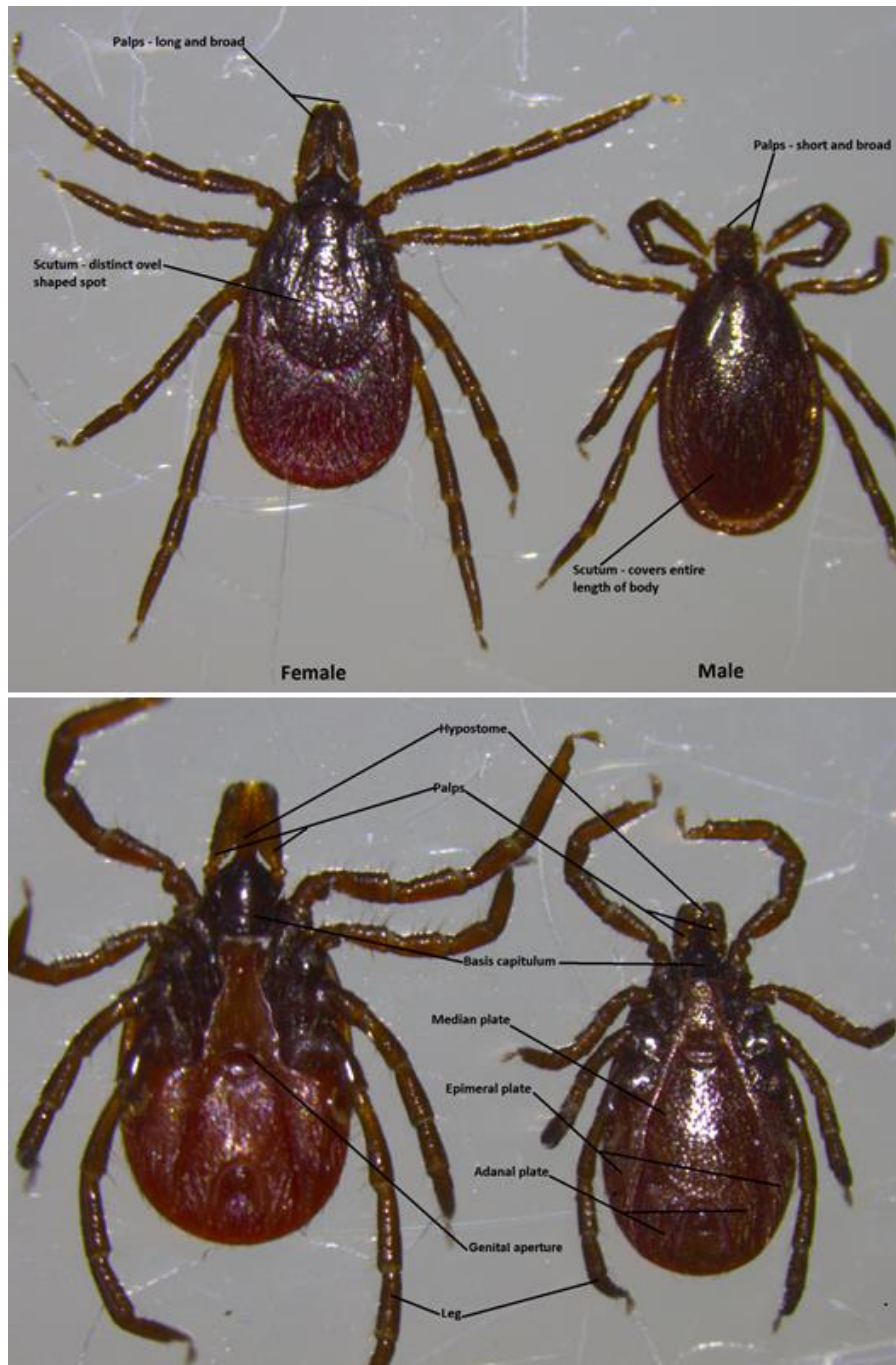 Palps - long and broad
Palps - short and broad
Scutum - distinct ovel
shaped spot
Scutum - covers entire
length of body
Female
Male
Hypostome
Palps
Basis capitulum
Median plate
Epimeral plate
Adanal plate
Genital aperture
Leg